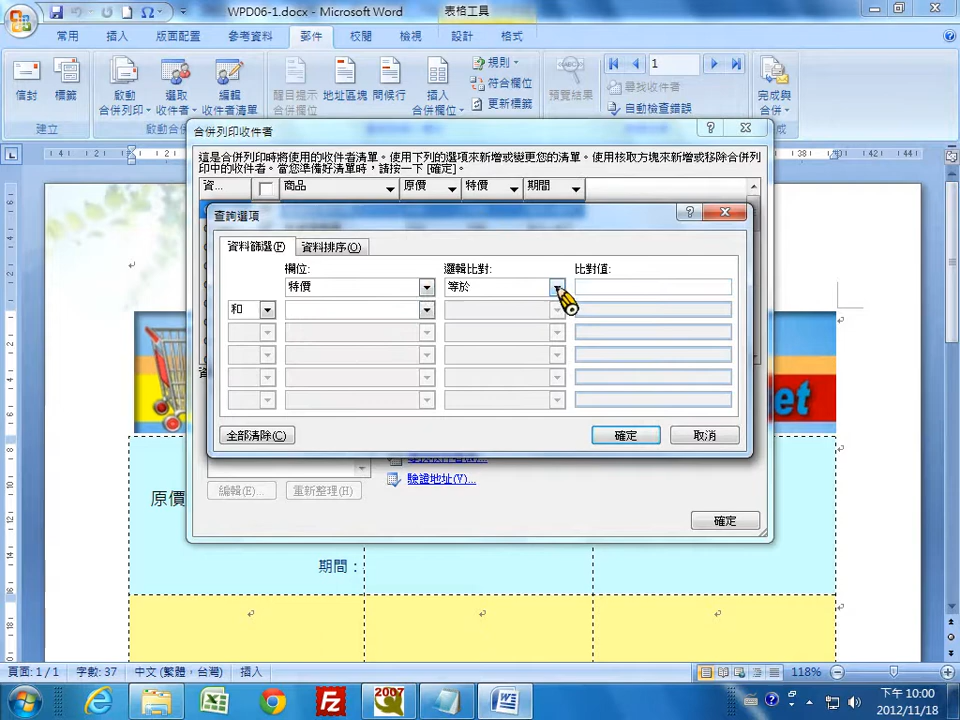 WPD06-1.docx - Microsoft Word
表格工具
常用
插入
版面配置
參考資料
郵件
校閱
檢視
設計
格式
信封
標籤
啟動
合併列印
選取
收件者
編輯
收件者清單
醒目提示
合併欄位
地址區塊
問候行
插入
合併欄位
規則
符合欄位
更新標籤
ABC
預覽結果
1
尋找收件者
自動檢查錯誤
完成與
合併
建立
合併列印收件者
這是合併列印時將使用的收件者清單。使用下列的選項來新增或變更您的清單。使用核取方塊來新增或移除合併列
印中的收件者。當您準備好清單時，請按一下 [確定]。
資...
商品
原價
特價
期間
查詢選項
資料篩選(F)
資料排序(O)
欄位:
邏輯比對:
比對值:
特價
等於
和
全部清除(C)
確定
取消
驗證地址(V)...
編輯(E)...
重新整理(H)
確定
原價
期間：
et
頁面: 1 / 1
字數: 37
中文 (繁體，台灣)
插入
118%
2007
下午 10:00
2012/11/18